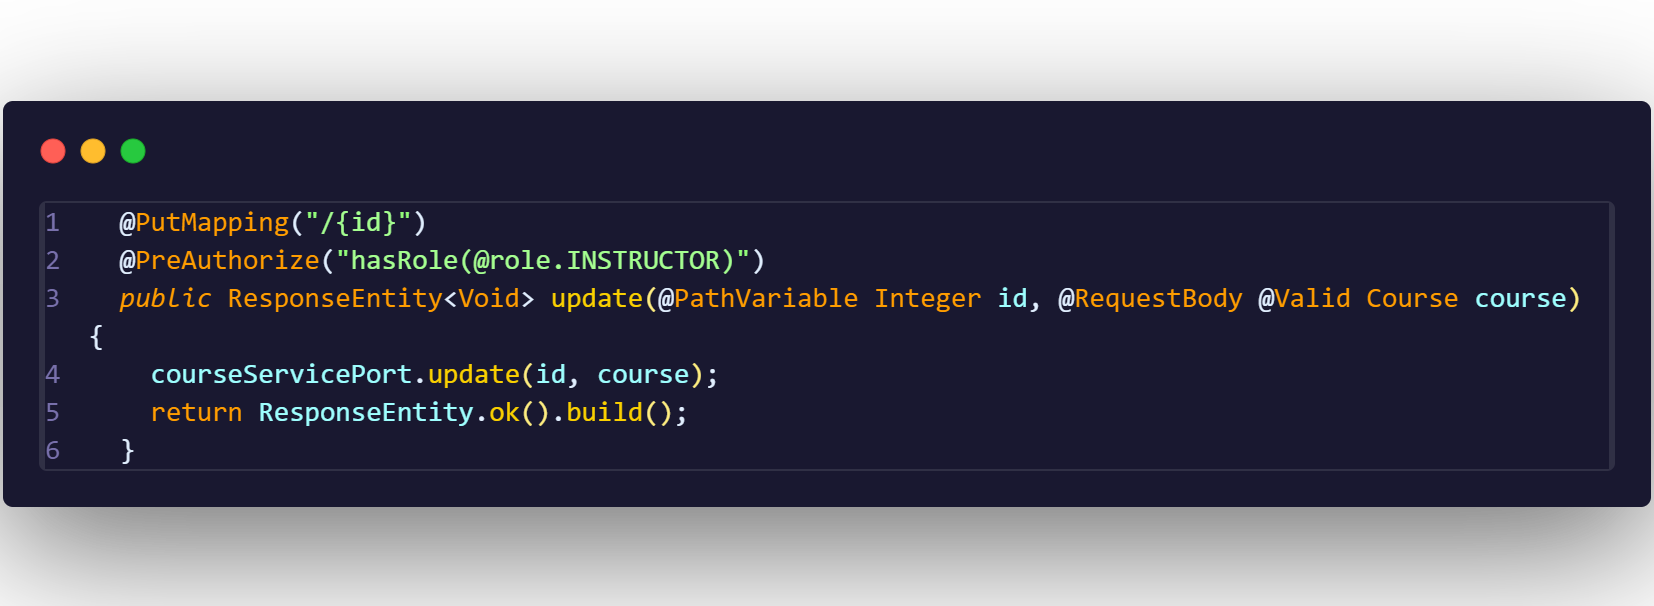 1 @PutMapping("/{id}")
2 @PreAuthorize("hasRole(@role.INSTRUCTOR)")
3 public ResponseEntity<Void> update(@PathVariable Integer id, @RequestBody @Valid Course course)
{
4 courseServicePort.update(id, course);
5 return ResponseEntity.ok().build();
6 }